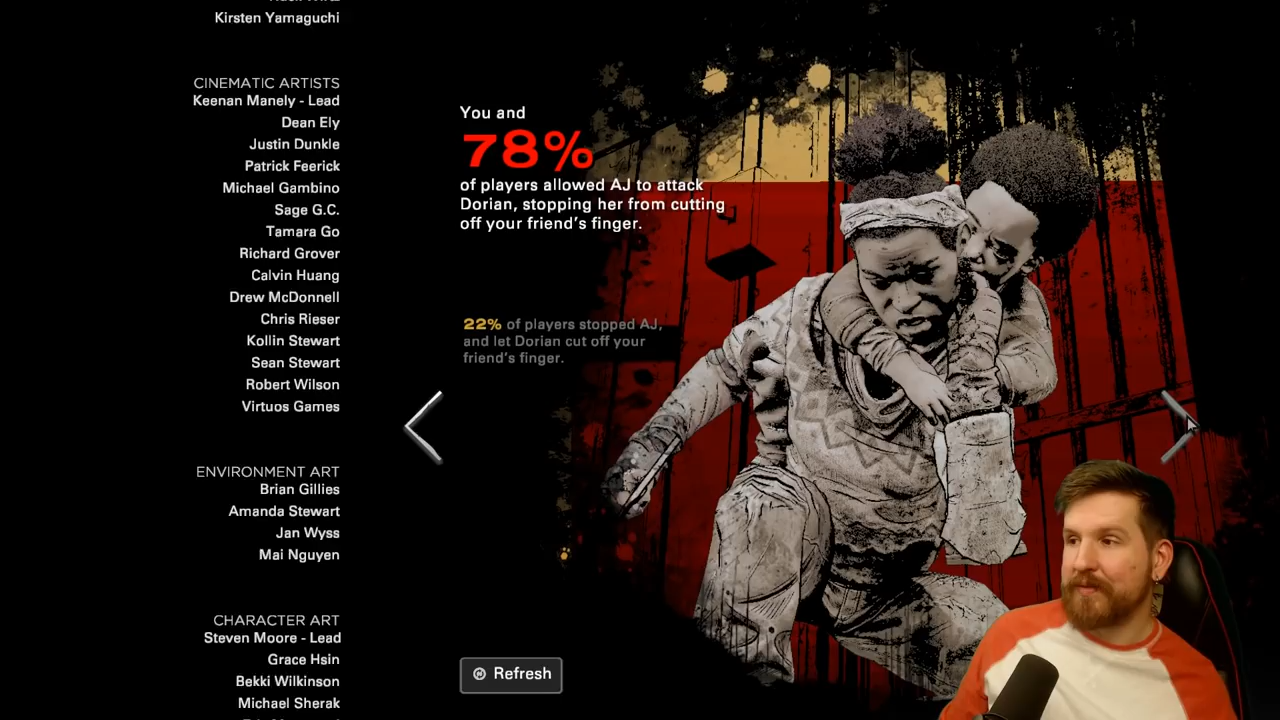 Kirsten Yamaguchi
CINEMATIC ARTISTS
Keenan Manely - Lead
Dean Ely
Justin Dunkle
Patrick Feerick
Michael Gambino
Sage G.C.
Tamara Go
Richard Grover
Calvin Huang
Drew McDonnell
Chris Rieser
Kollin Stewart
Sean Stewart
Robert Wilson
Virtuos Games
ENVIRONMENT ART
Brian Gillies
Amanda Stewart
Jan Wyss
Mai Nguyen
CHARACTER ART
Steven Moore - Lead
Grace Hsin
Bekki Wilkinson
Michael Sherak
You and
78%
of players allowed AJ to attack
Dorian, stopping her from cutting
off your friend's finger.
22% of players stopped AJ,
and let Dorian cut off your
friend's finger.
Refresh